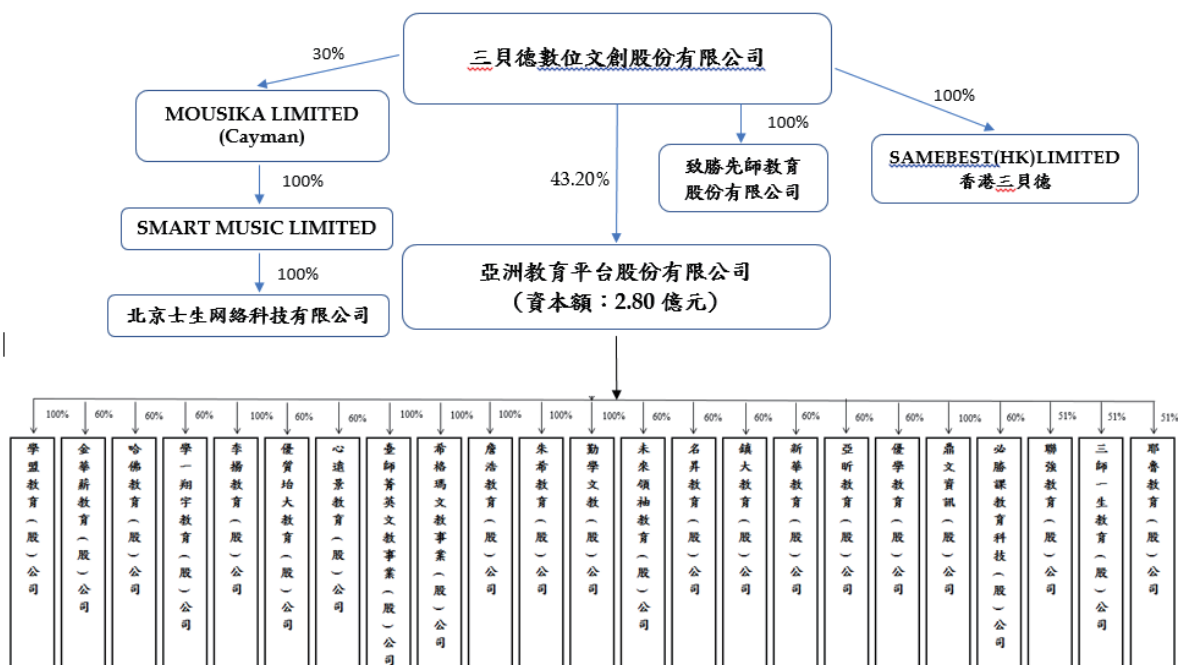 三貝德數位文創股份有限公司
30%
100%
MOUSIKA LIMITED
(Cayman)
100%
致勝先師教育
股份有限公司
SAMEBEST(HK)LIMITED
香港三貝德
43.20%
100%
SMART MUSIC LIMITED
100%
北京士生网络科技有限公司
亞洲教育平台股份有限公司
（資本額：2.80 億元）
100% 60% 60% 60% 100% 60% 60% 100% 100% 100% 100% 100% 60% 60% 60% 60% 60% 60% 100% 60% 51% 51% 51%
學盟教育（股）公司
金華薪教育（股）公司
哈佛教育（股）公司
學一翔宇教育（股）公司
李揚教育（股）公司
優質培大教育（股）公司
心遠景教育（股）公司
臺師菁英文教事業（股）公司
希格瑪文教事業（股）公司
詹浩教育（股）公司
朱希教育（股）公司
勤學文教（股）公司
未來領袖教育（股）公司
名昇教育（股）公司
鎮大教育（股）公司
新華教育（股）公司
亞昕教育（股）公司
優學教育（股）公司
鼎文資訊（股）公司
必勝課教育科技（股）公司
聯強教育（股）公司
三師一生教育（股）公司
耶魯教育（股）公司